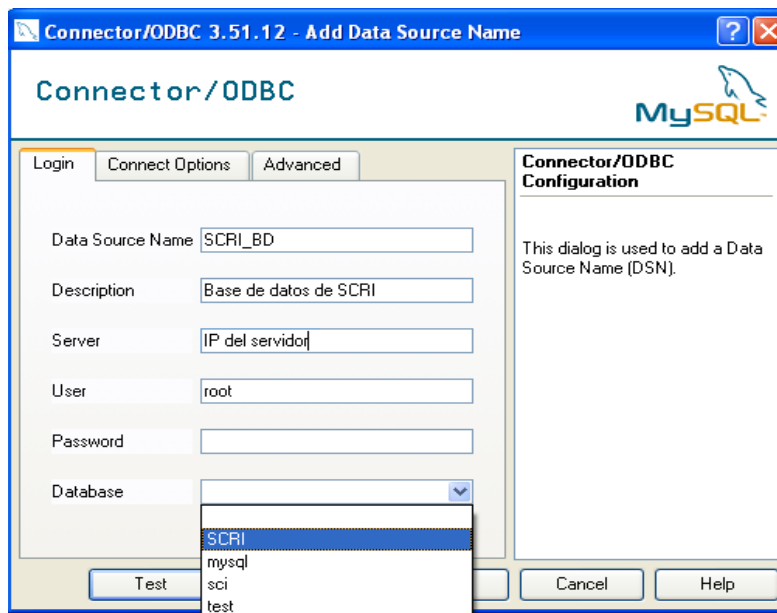 Connector/ODBC 3.51.12 - Add Data Source Name
Connector/ODBC
MySQL
Login Connect Options Advanced
Data Source Name SCRI_BD
Description Base de datos de SCRI
Server IP del servidor
User root
Password
Database
SCRI
mysql
sci
test
Test Cancel Help
Connector/ODBC
Configuration
This dialog is used to add a Data
Source Name (DSN).